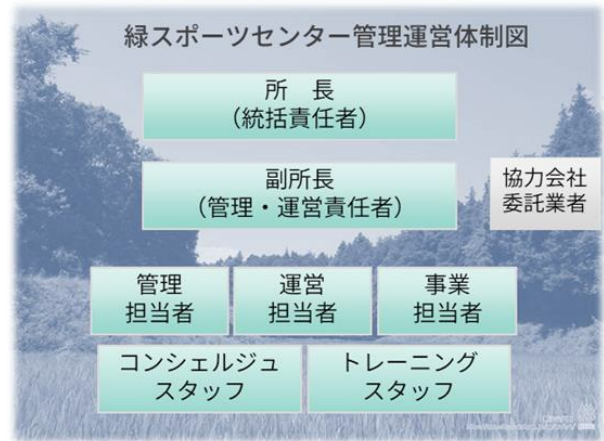 緑スポーツセンター管理運営体制図
所　長
（統括責任者）
副所長
（管理・運営責任者）
協力会社
委託業者
管理
担当者
運営
担当者
事業
担当者
コンシェルジュ
スタッフ
トレーニング
スタッフ